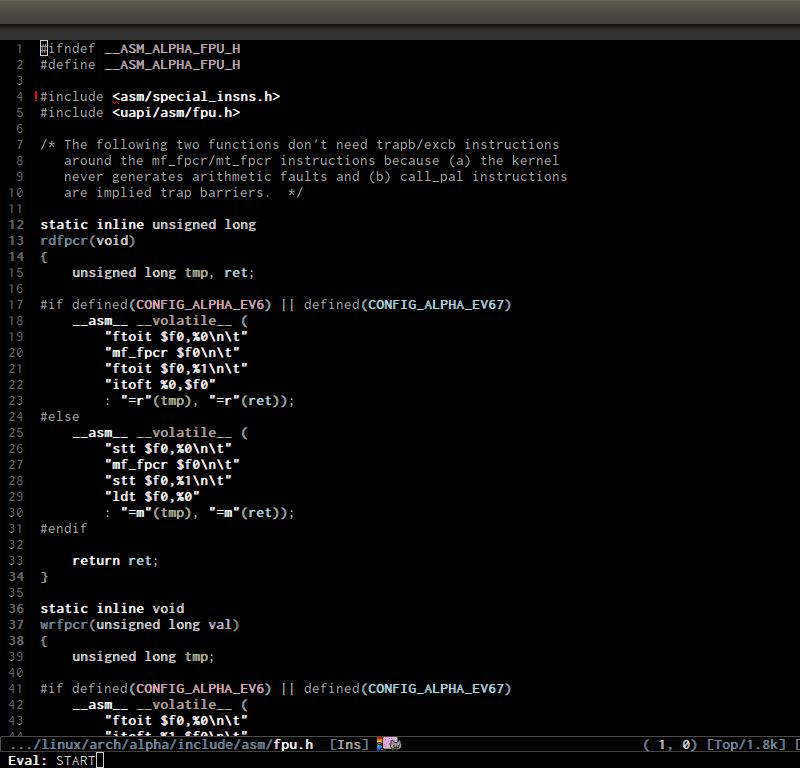 1 #ifndef __ASM_ALPHA_FPU_H
2 #define __ASM_ALPHA_FPU_H
3
4 !#include <asm/special_insns.h>
5 #include <uapi/asm/fpu.h>
6
7 /* The following two functions don't need trapb/excb instructions
8    around the mf_fpcr/mt_fpcr instructions because (a) the kernel
9    never generates arithmetic faults and (b) call_pal instructions
10    are implied trap barriers.  */
11
12 static inline unsigned long
13 rdfpcr(void)
14 {
15     unsigned long tmp, ret;
16
17 #if defined(CONFIG_ALPHA_EV6) || defined(CONFIG_ALPHA_EV67)
18     __asm__ __volatile__ (
19         "ftoit $f0,%0\n\t"
20         "mf_fpcr $f0\n\t"
21         "ftoit $f0,%1\n\t"
22         "itoft %0,$f0"
23         : "=r"(tmp), "=r"(ret));
24 #else
25     __asm__ __volatile__ (
26         "stt $f0,%0\n\t"
27         "mf_fpcr $f0\n\t"
28         "stt $f0,%1\n\t"
29         "ldt $f0,%0"
30         : "=m"(tmp), "=m"(ret));
31 #endif
32
33     return ret;
34 }
35
36 static inline void
37 wrfpcr(unsigned long val)
38 {
39     unsigned long tmp;
40
41 #if defined(CONFIG_ALPHA_EV6) || defined(CONFIG_ALPHA_EV67)
42     __asm__ __volatile__ (
43         "ftoit $f0,%0\n\t"
44         "itoft %1,$f0\n\t"
.../linux/arch/alpha/include/asm/fpu.h  [Ins] ( 1, 0) [Top/1.8k] [
Eval: START